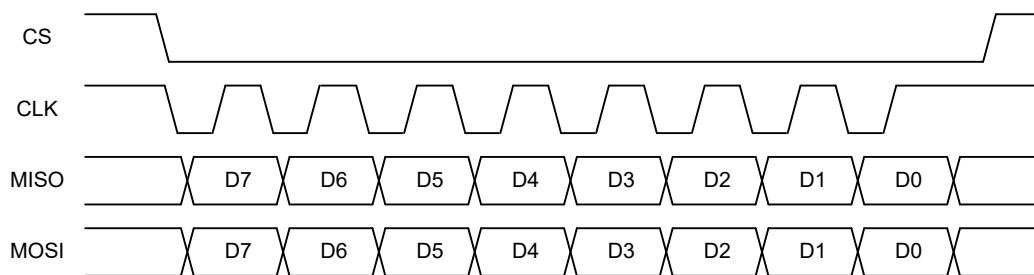 CS
CLK
MISO D7 D6 D5 D4 D3 D2 D1 D0
MOSI D7 D6 D5 D4 D3 D2 D1 D0